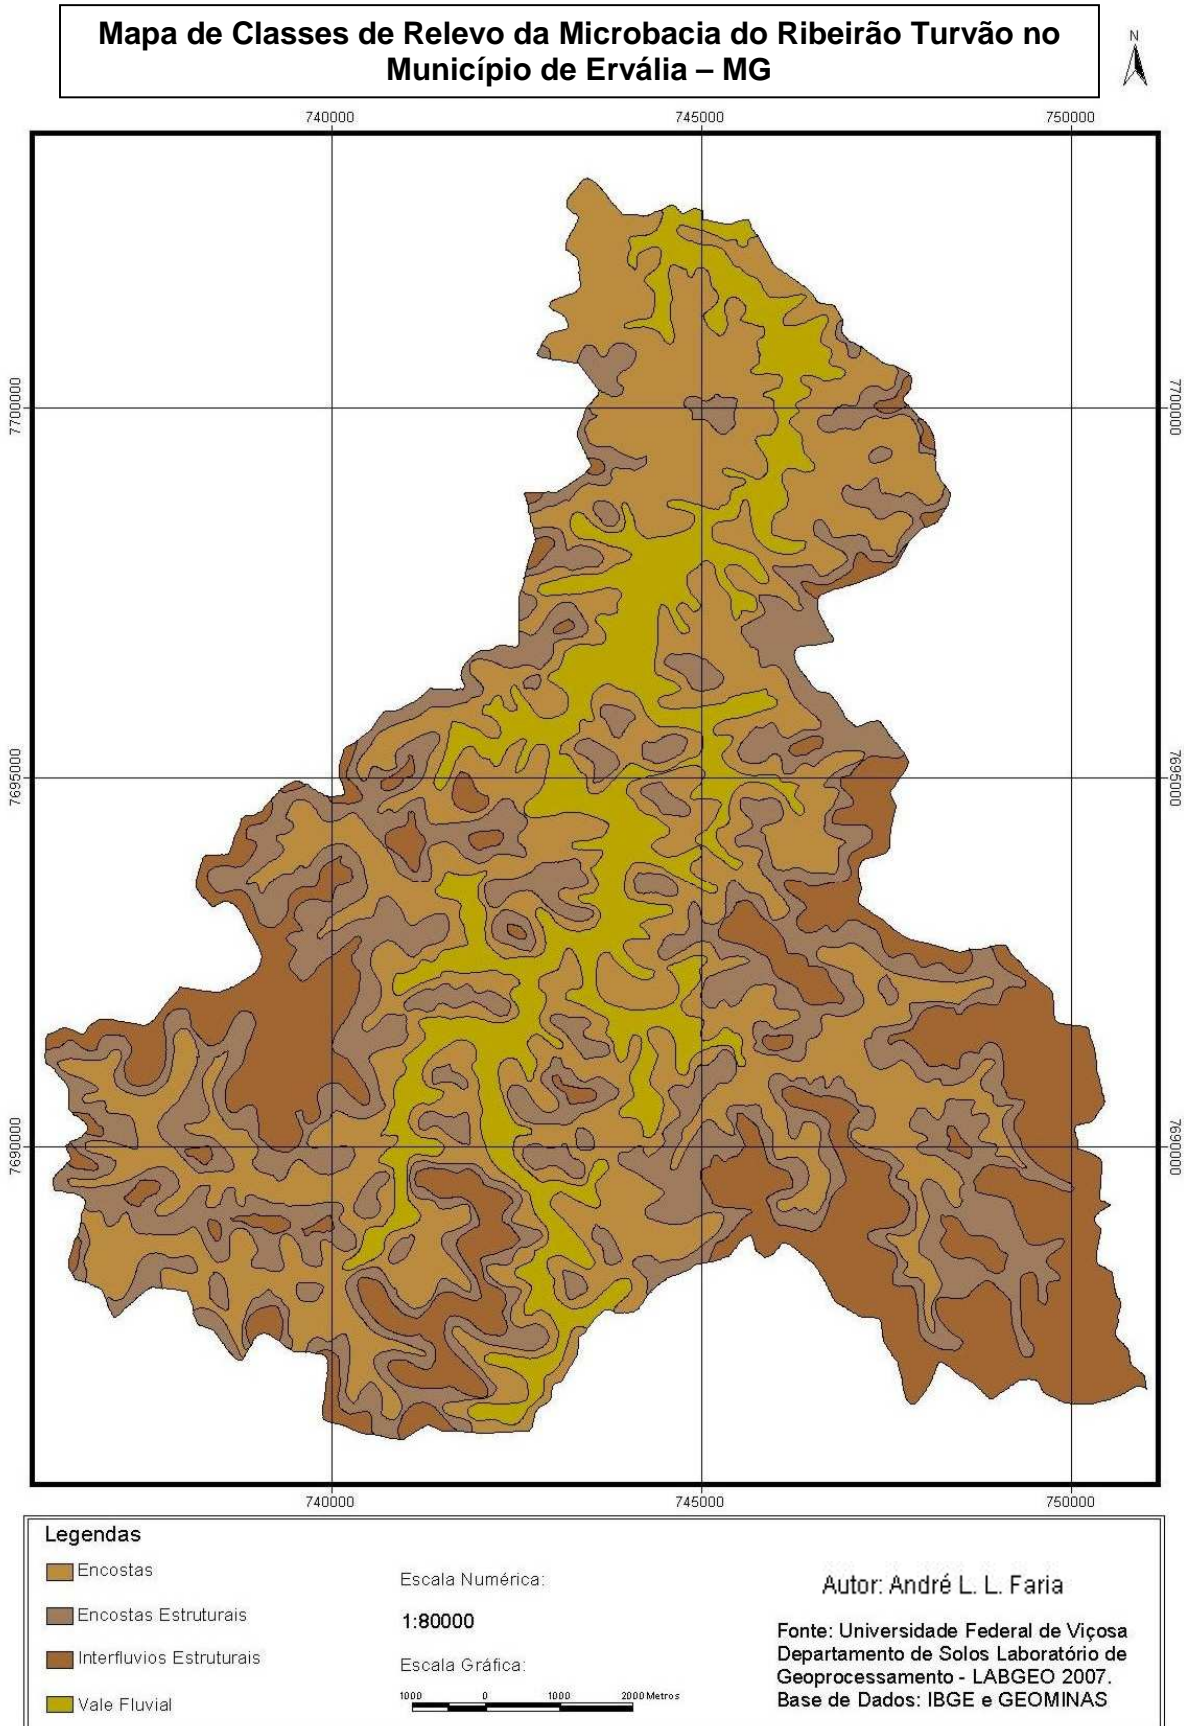 Mapa de Classes de Relevo da Microbacia do Ribeirão Turvão no
Município de Ervália – MG
N
740000 745000 750000
7700000 7700000
7695000 7695000
7690000 7690000
740000 745000 750000
Legendas
Encostas
Encostas Estruturais
Interfluvios Estruturais
Vale Fluvial
Escala Numérica:
1:80000
Escala Gráfica:
1000 0 1000 2000 Metros
Autor: André L. L. Faria
Fonte: Universidade Federal de Viçosa
Departamento de Solos Laboratório de
Geoprocessamento - LABGEO 2007.
Base de Dados: IBGE e GEOMINAS